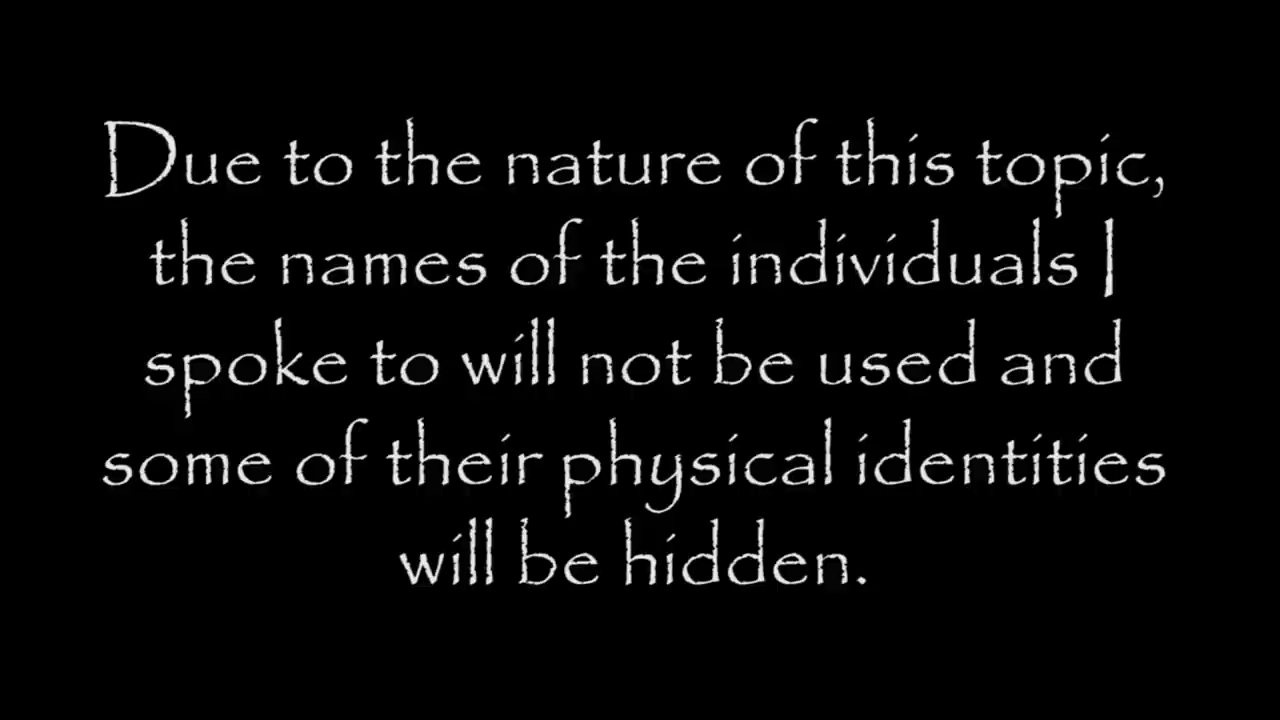 Due to the nature of this topic,
the names of the individuals I
spoke to will not be used and
some of their physical identities
will be hidden.